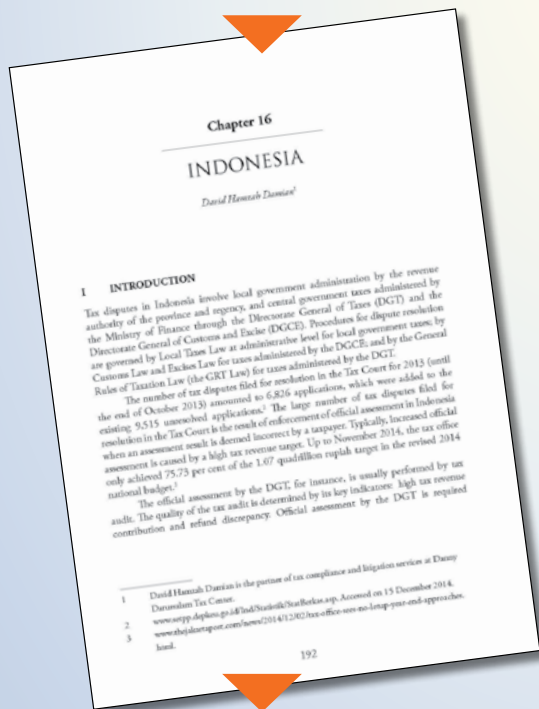 Chapter 16
INDONESIA
David Hamzah Damian¹
I INTRODUCTION
Tax disputes in Indonesia involve local government administration by the revenue
authority of the province and regency, and central government taxes administered by
the Ministry of Finance through the Directorate General of Taxes (DGT) and the
Directorate General of Customs and Excise (DGCE). Procedures for dispute resolution
are governed by Local Taxes Law at administrative level for local government taxes; by
Customs Law and Excises Law for taxes administered by the DGCE; and by the General
Rules of Taxation Law (the GRT Law) for taxes administered by the DGT.
The number of tax disputes filed for resolution in the Tax Court for 2013 (until
the end of October 2013) amounted to 6,826 applications, which were added to the
existing 9,515 unresolved applications.² The large number of tax disputes filed for
resolution in the Tax Court is the result of enforcement of official assessment in Indonesia
when an assessment result is deemed incorrect by a taxpayer. Typically, increased official
assessment is caused by a high tax revenue target. Up to November 2014, the tax office
only achieved 75.73 per cent of the 1.07 quadrillion rupiah target in the revised 2014
national budget.³
The official assessment by the DGT, for instance, is usually performed by tax
audit. The quality of the tax audit is determined by its key indicators: high tax revenue
contribution and refund discrepancy. Official assessment by the DGT is required
1 David Hamzah Damian is the partner of tax compliance and litigation services at Danny
Darussalam Tax Center.
2 www.setpp.depkeu.go.id/Ind/Statistik/StatBerkas.asp. Accessed on 15 December 2014.
3 www.thejakartapost.com/news/2014/12/02/tax-office-sees-no-letup-year-end-approaches.
html.
192